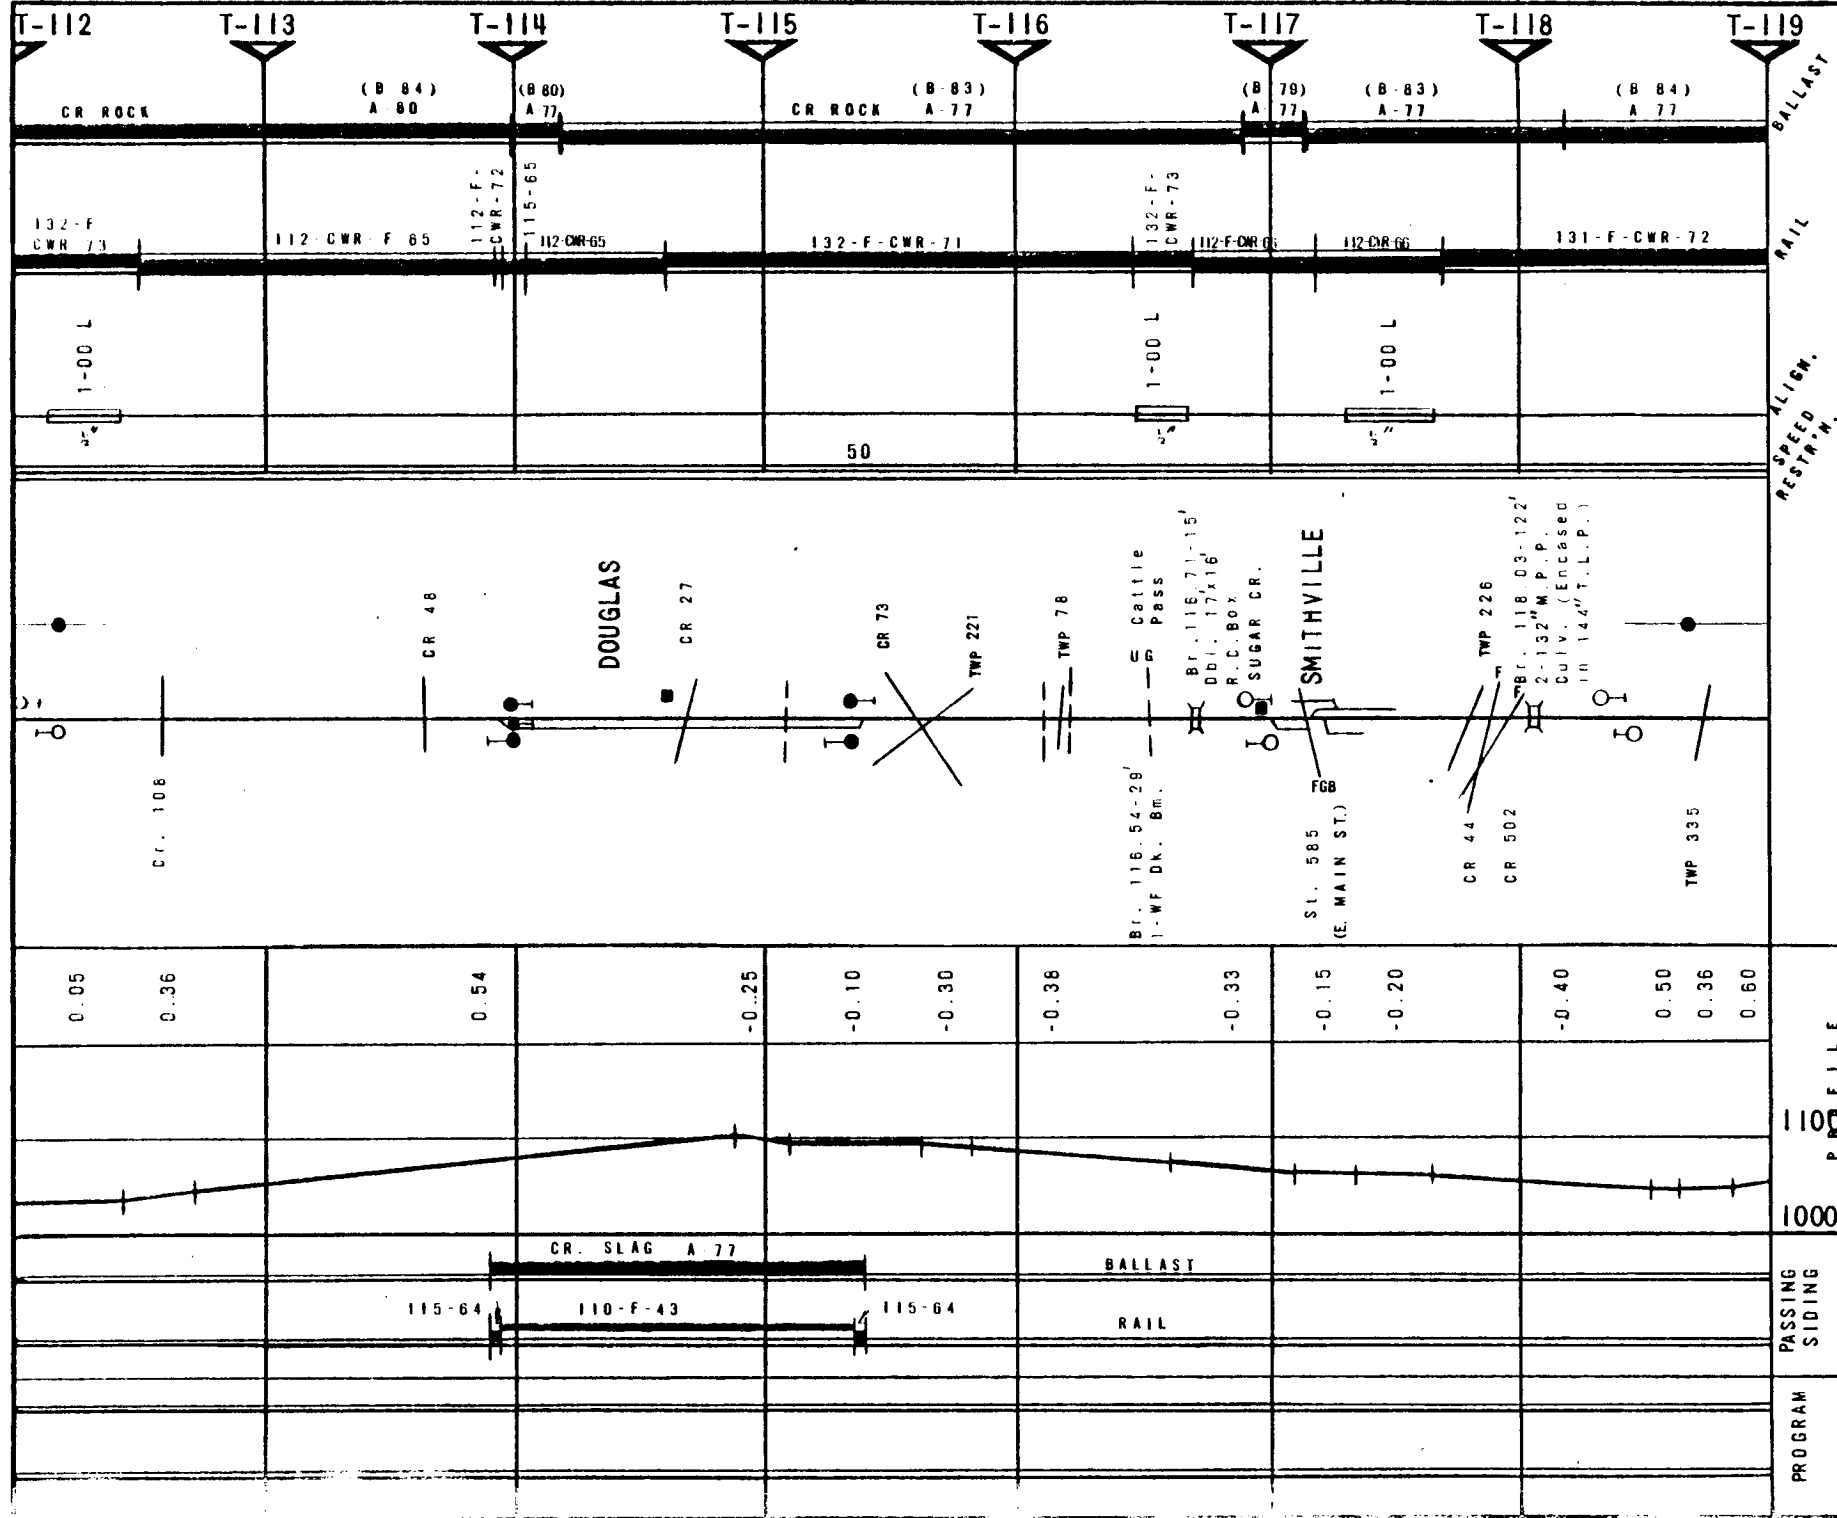 T-112 T-113 T-114 T-115 T-116 T-117 T-118 T-119
BALLAST
CR ROCK
(B 84)
A 80
(B 80)
A 77
CR ROCK
(B-83)
A-77
(B 79)
A 77
(B-83)
A-77
(B 84)
A 77
RAIL
132-F
CWR 73
112-CWR-F 65
112-F-
CWR-72
115-65
112-CWR-65
132-F-CWR-71
132-F-
CWR-73
112-F-CWR-66
112-CWR-66
131-F-CWR-72
ALIGN.
1-00 L
1-00 L
1-00 L
SPEED
RESTR'N.
50
Cr. 108
CR 48
DOUGLAS
CR 27
CR 73
TWP 221
TWP 78
U G Cattle
Pass
Br. 116.54-29'
1-WF Dk. Bm.
Br. 116.71-15'
Dbl. 17'x16'
R.C.Box
SUGAR CR.
SMITHVILLE
FGB
St. 585
(E. MAIN ST.)
TWP 226
F
F
CR 44
CR 502
Br. 118.03-122'
2-132" M.P.P.
Culv. (Encased
in 144" T.L.P.)
TWP 335
0.05 0.36 0.54 -0.25 -0.10 -0.30 -0.38 -0.33 -0.15 -0.20 -0.40 0.50 0.36 0.60
PROFILE
1100
1000
CR. SLAG A-77
BALLAST
115-64 110-F-43 115-64
RAIL
PASSING
SIDING
PROGRAM